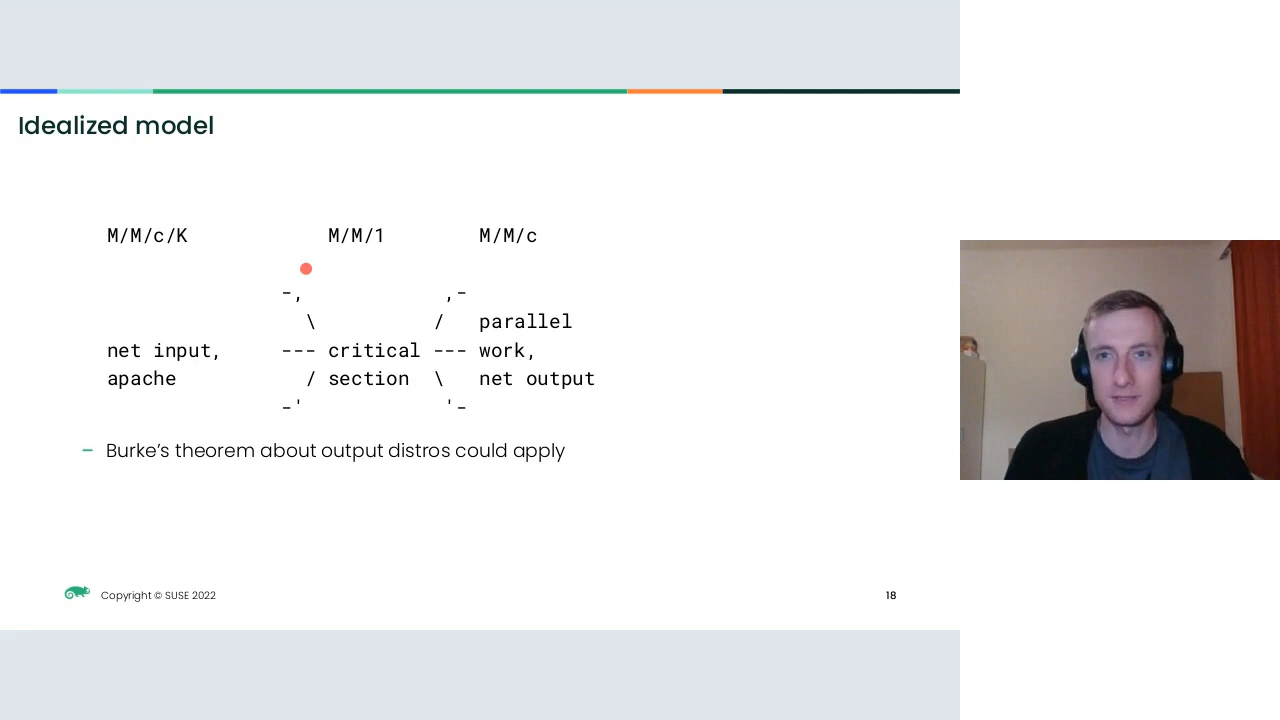 Idealized model
M/M/c/K M/M/1 M/M/c
-, ,-
\ / parallel
net input, --- critical --- work,
apache / section \ net output
-' '-
– Burke’s theorem about output distros could apply
Copyright © SUSE 2022 18